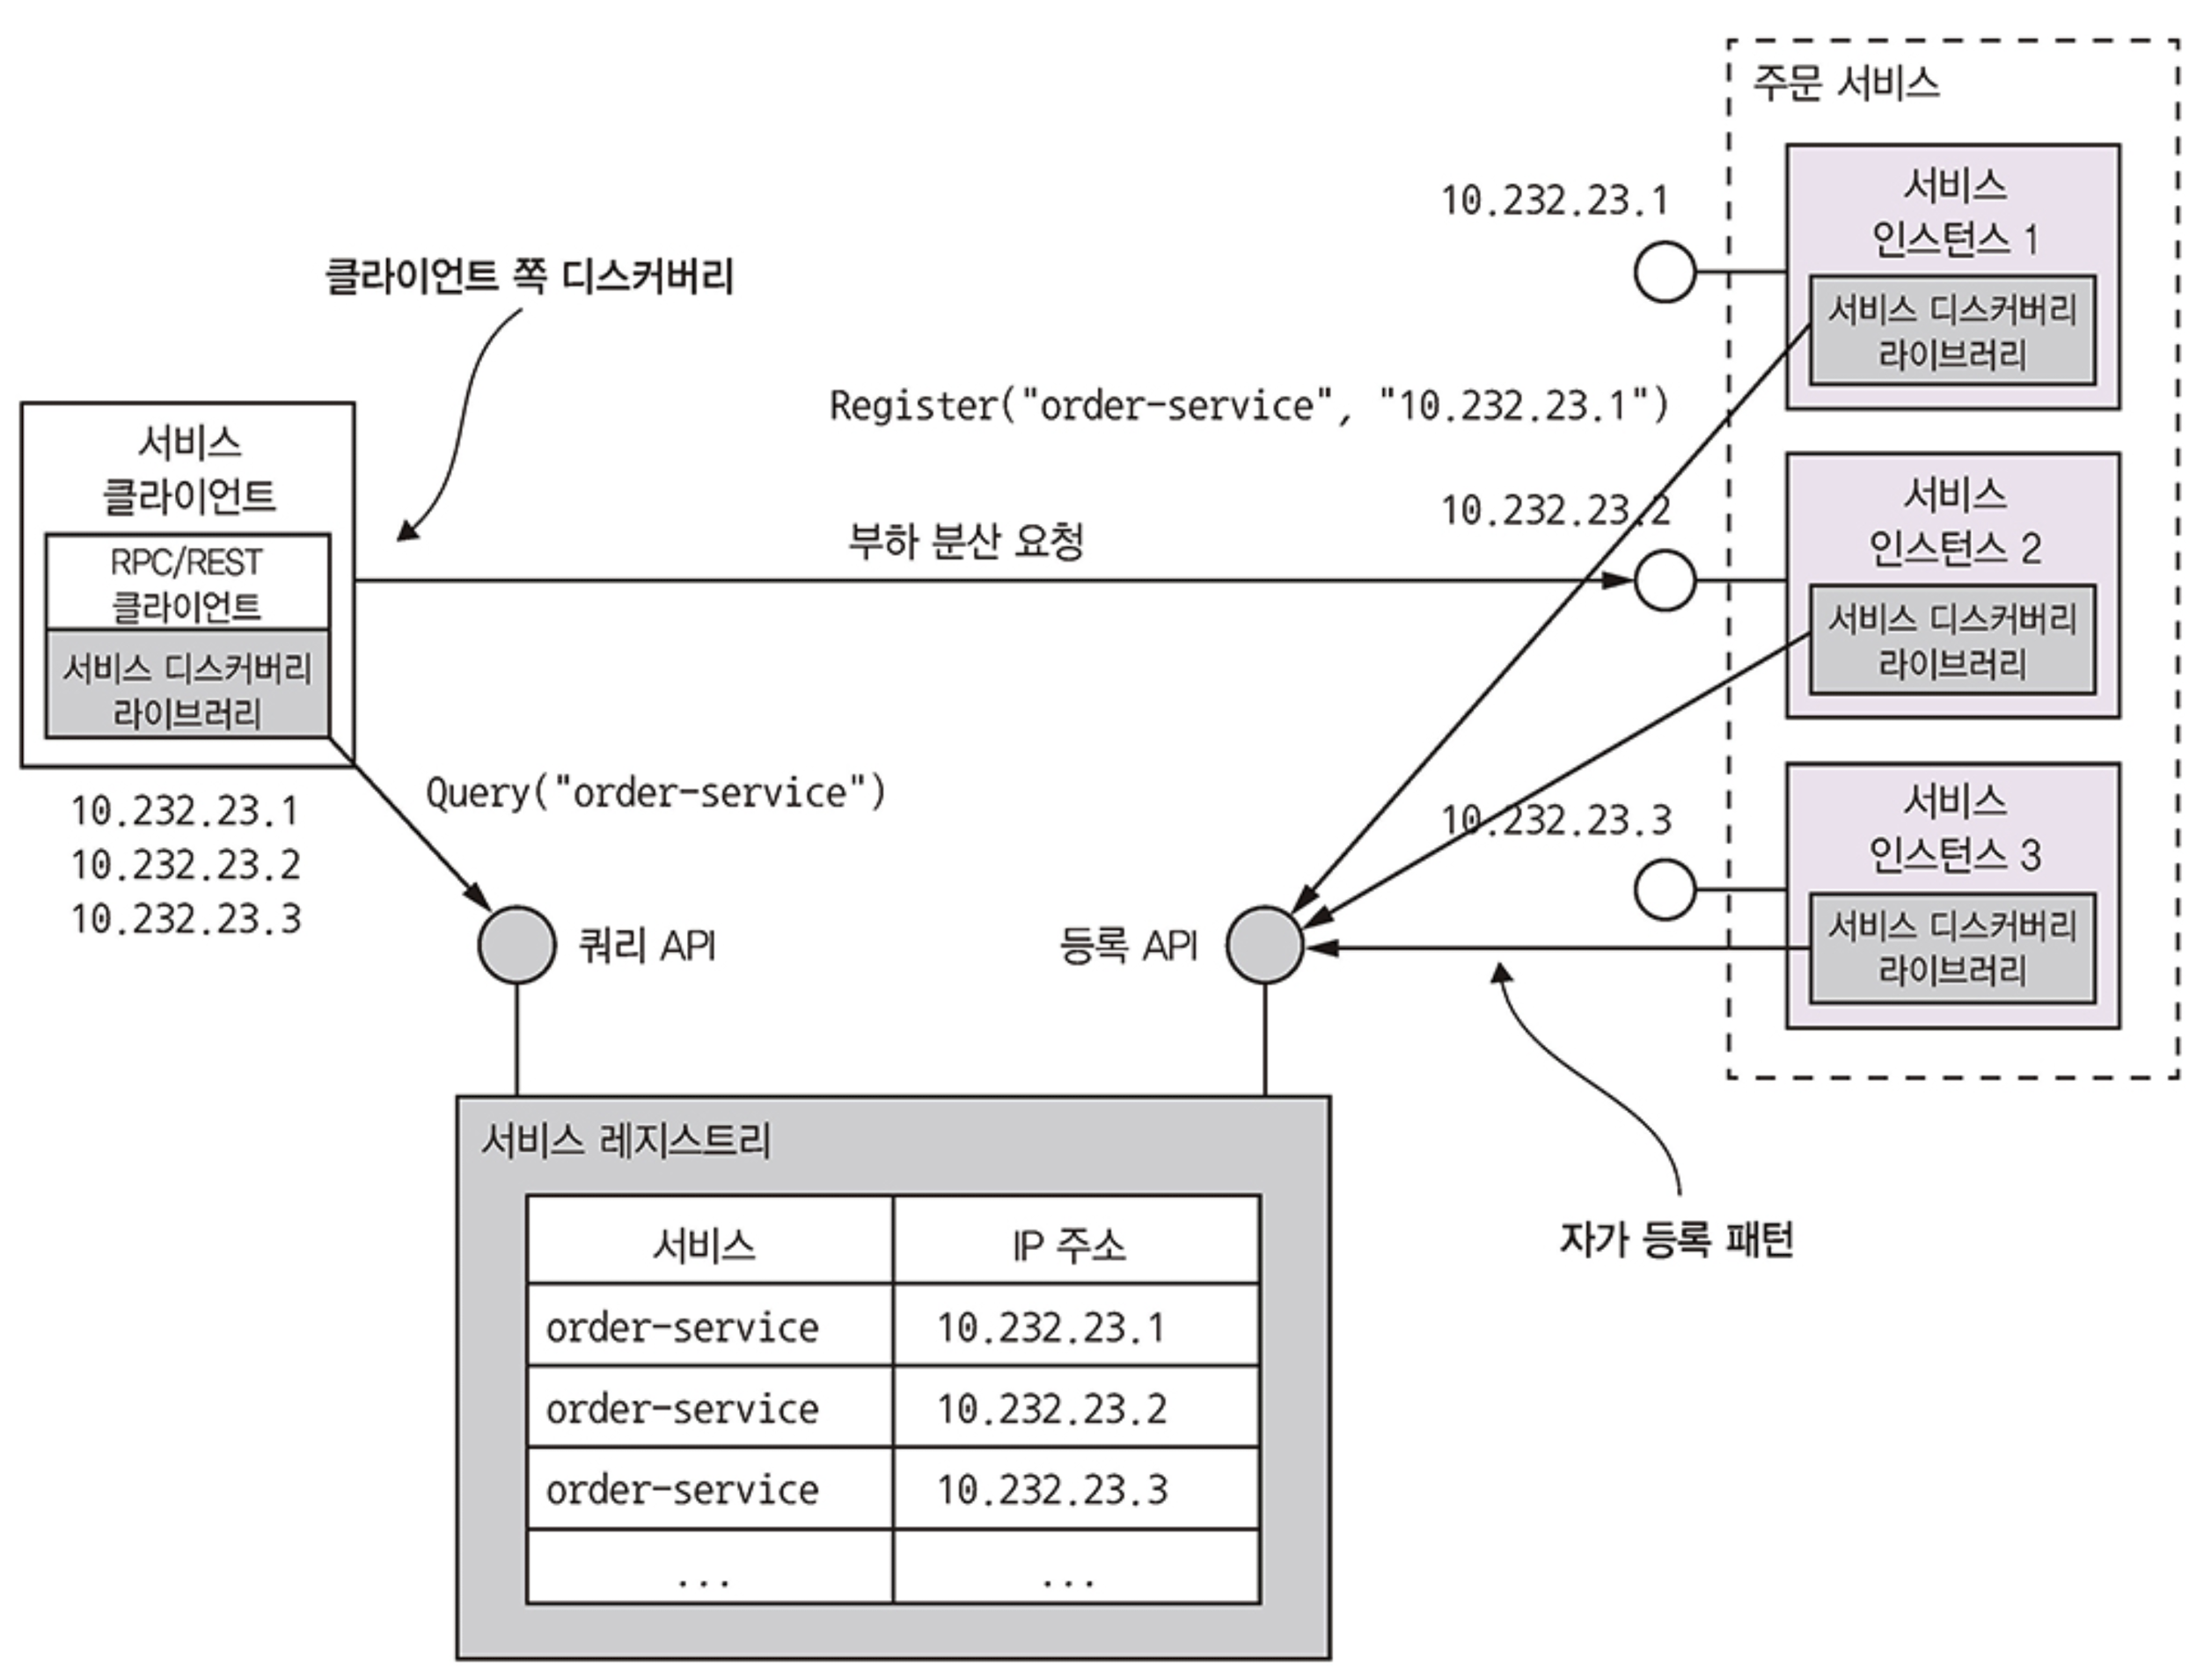 주문 서비스
서비스
인스턴스 1
서비스 디스커버리
라이브러리
10.232.23.1
클라이언트 쪽 디스커버리
Register("order-service", "10.232.23.1")
서비스
클라이언트
RPC/REST
클라이언트
서비스 디스커버리
라이브러리
10.232.23.1
10.232.23.2
10.232.23.3
부하 분산 요청
10.232.23.2
서비스
인스턴스 2
서비스 디스커버리
라이브러리
Query("order-service")
10.232.23.3
서비스
인스턴스 3
서비스 디스커버리
라이브러리
쿼리 API
등록 API
자가 등록 패턴
서비스 레지스트리
서비스 IP 주소
order-service 10.232.23.1
order-service 10.232.23.2
order-service 10.232.23.3
... ...